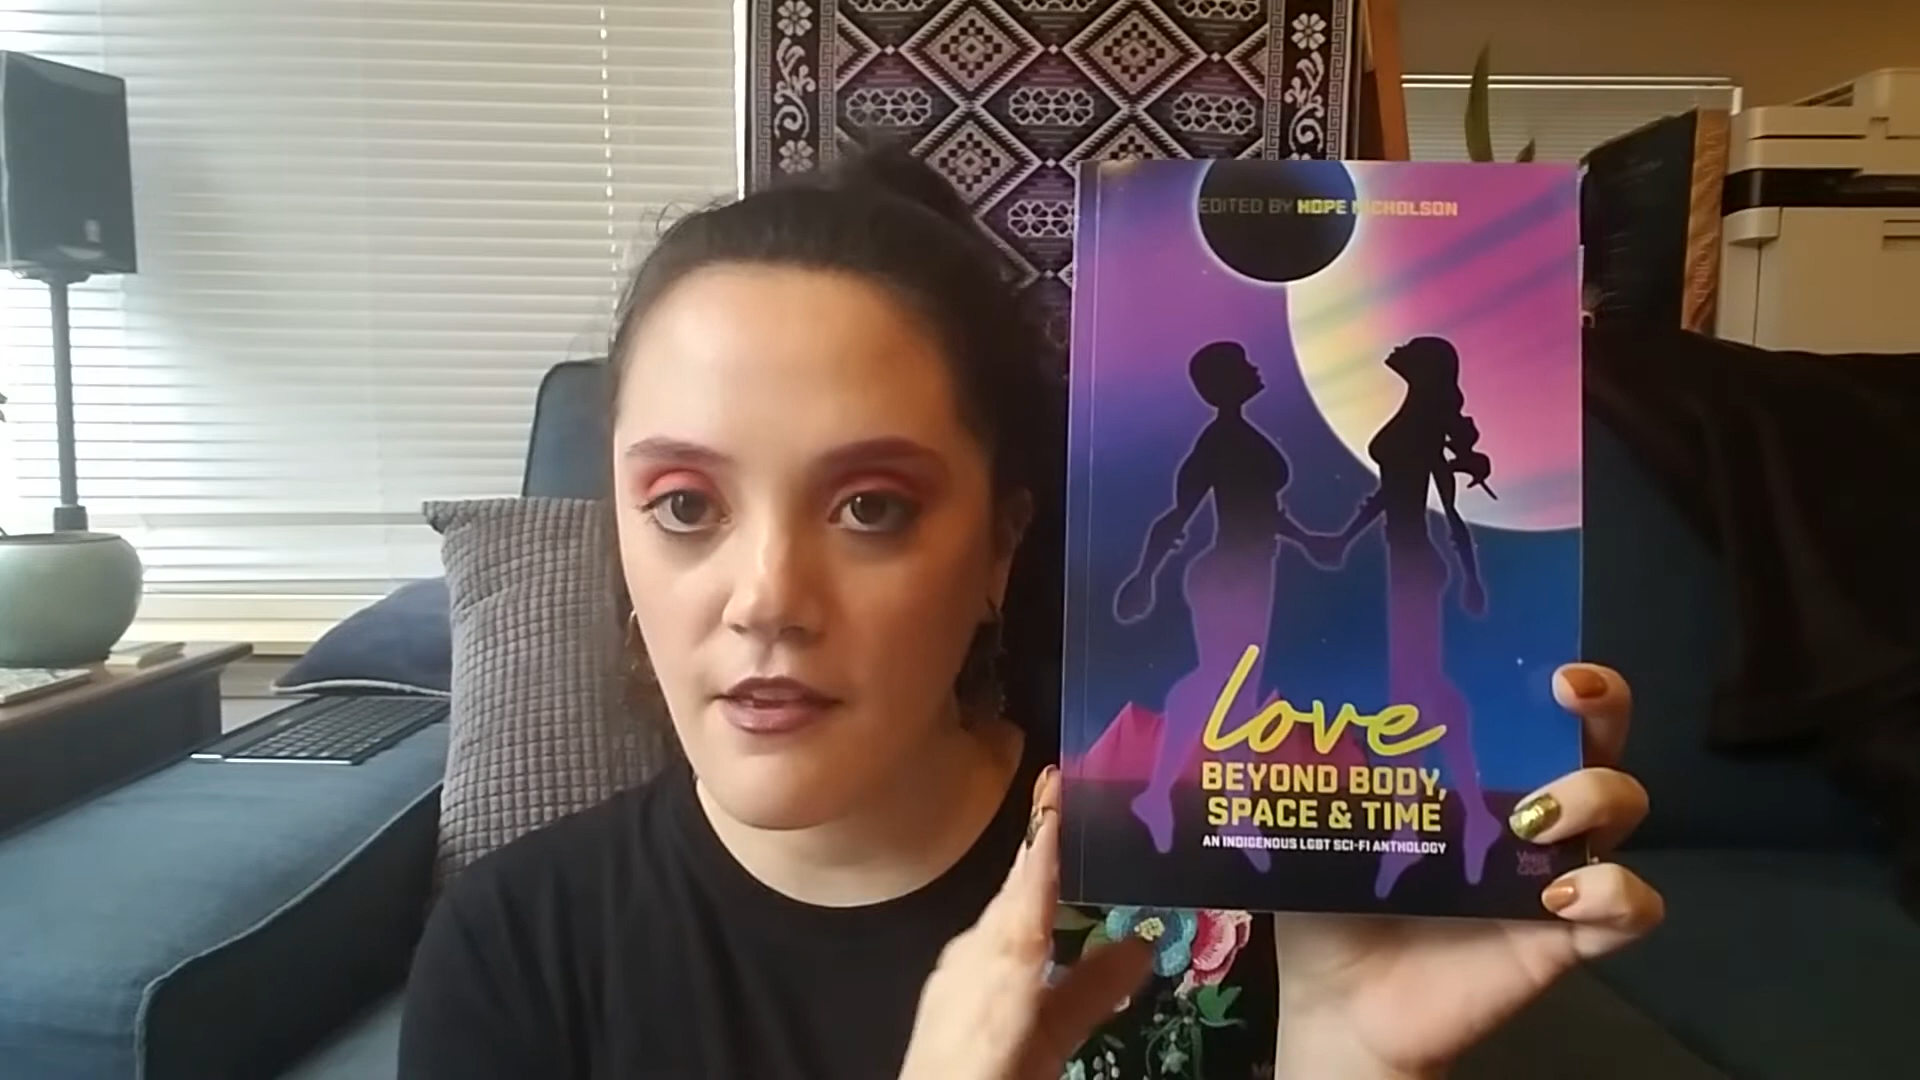 EDITED BY HOPE NICHOLSON
love
BEYOND BODY,
SPACE & TIME
AN INDIGENOUS LGBT SCI-FI ANTHOLOGY